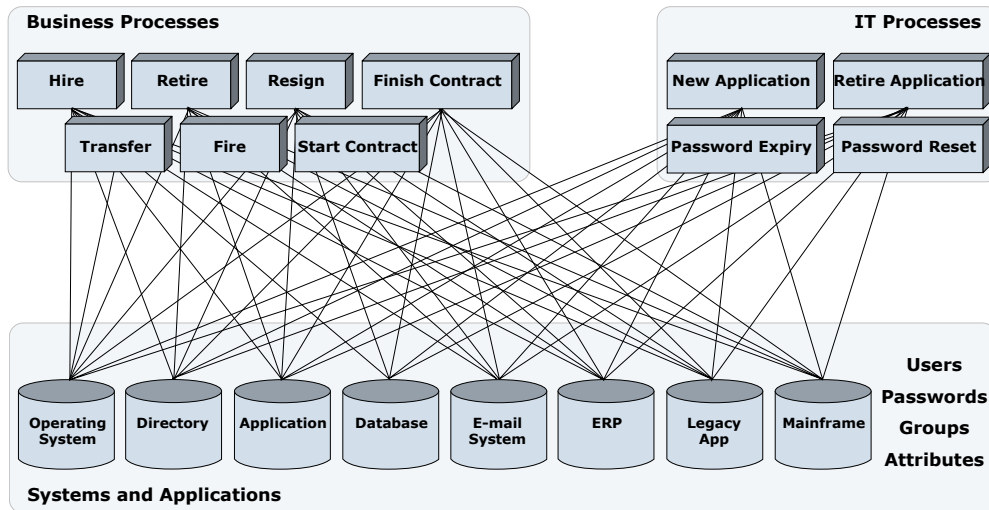 Business Processes
IT Processes
Hire
Retire
Resign
Finish Contract
New Application
Retire Application
Transfer
Fire
Start Contract
Password Expiry
Password Reset
Users
Passwords
Groups
Attributes
Operating
System
Directory
Application
Database
E-mail
System
ERP
Legacy
App
Mainframe
Systems and Applications